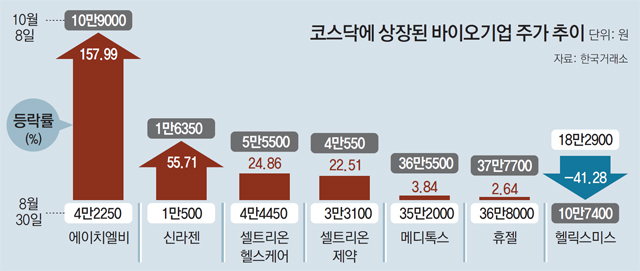 코스닥에 상장된 바이오기업 주가 추이 단위: 원
자료: 한국거래소
10월
8일
10만9000
157.99
1만6350
55.71
5만5500
24.86
4만550
22.51
36만5500
3.84
37만7700
2.64
18만2900
-41.28
등락률
(%)
8월
30일
4만2250
1만500
4만4450
3만3100
35만2000
36만8000
10만7400
에이치엘비
신라젠
셀트리온
헬스케어
셀트리온
제약
메디톡스
휴젤
헬릭스미스